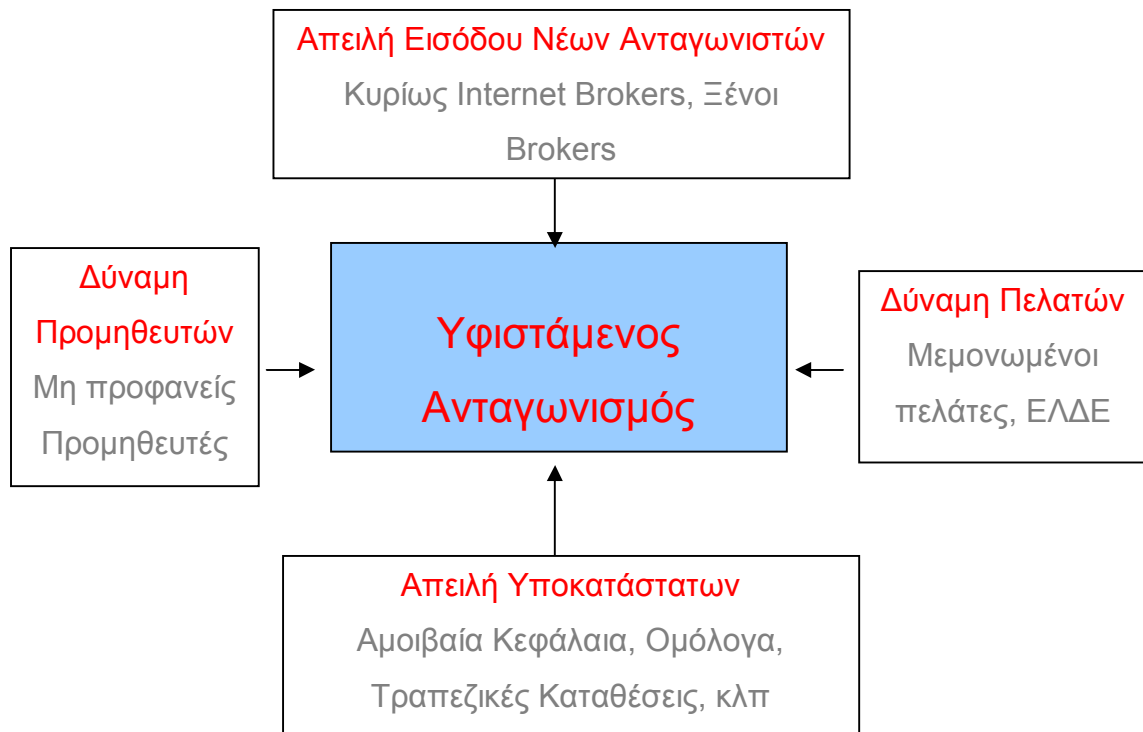 Απειλή Εισόδου Νέων Ανταγωνιστών
Κυρίως Internet Brokers, Ξένοι
Brokers
Δύναμη
Προμηθευτών
Μη προφανείς
Προμηθευτές
Υφιστάμενος
Ανταγωνισμός
Δύναμη Πελατών
Μεμονωμένοι
πελάτες, ΕΛΔΕ
Απειλή Υποκατάστατων
Αμοιβαία Κεφάλαια, Ομόλογα,
Τραπεζικές Καταθέσεις, κλπ